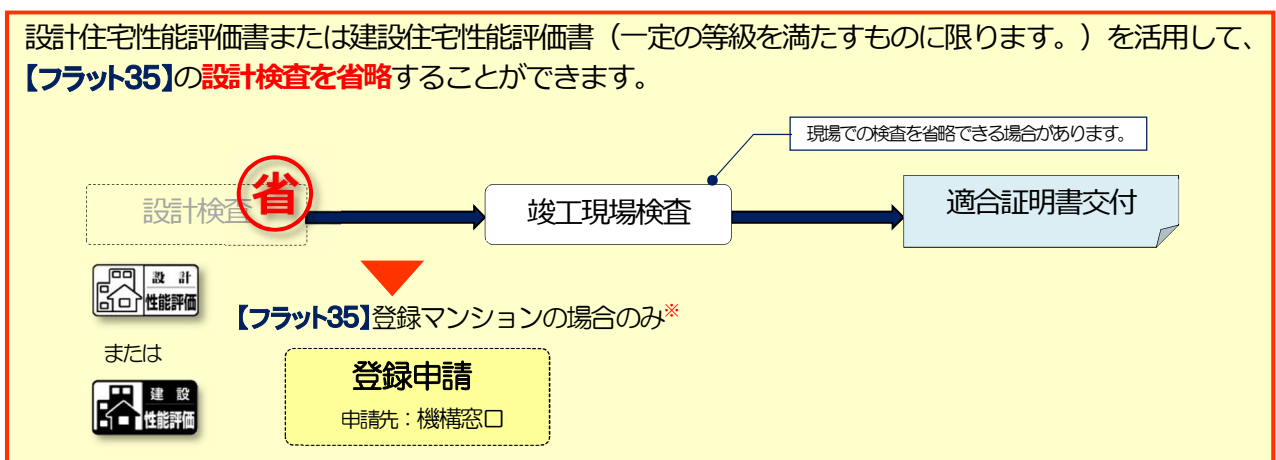 設計住宅性能評価書または建設住宅性能評価書（一定の等級を満たすものに限ります。）を活用して、
【フラット35】の設計検査を省略することができます。
現場での検査を省略できる場合があります。
設計検査
省
竣工現場検査
適合証明書交付
設計
性能評価
【フラット35】登録マンションの場合のみ※
または
登録申請
申請先：機構窓口
建設
性能評価